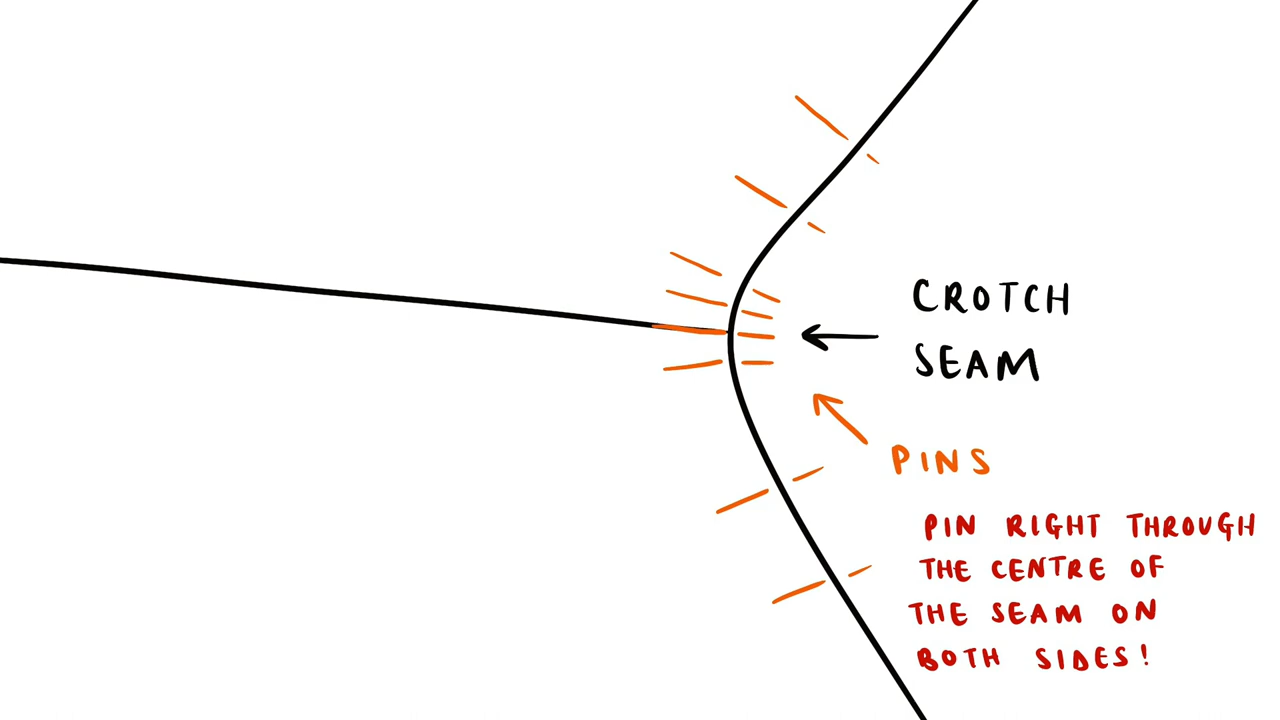 CROTCH
SEAM
PINS
PIN RIGHT THROUGH
THE CENTRE OF
THE SEAM ON
BOTH SIDES!